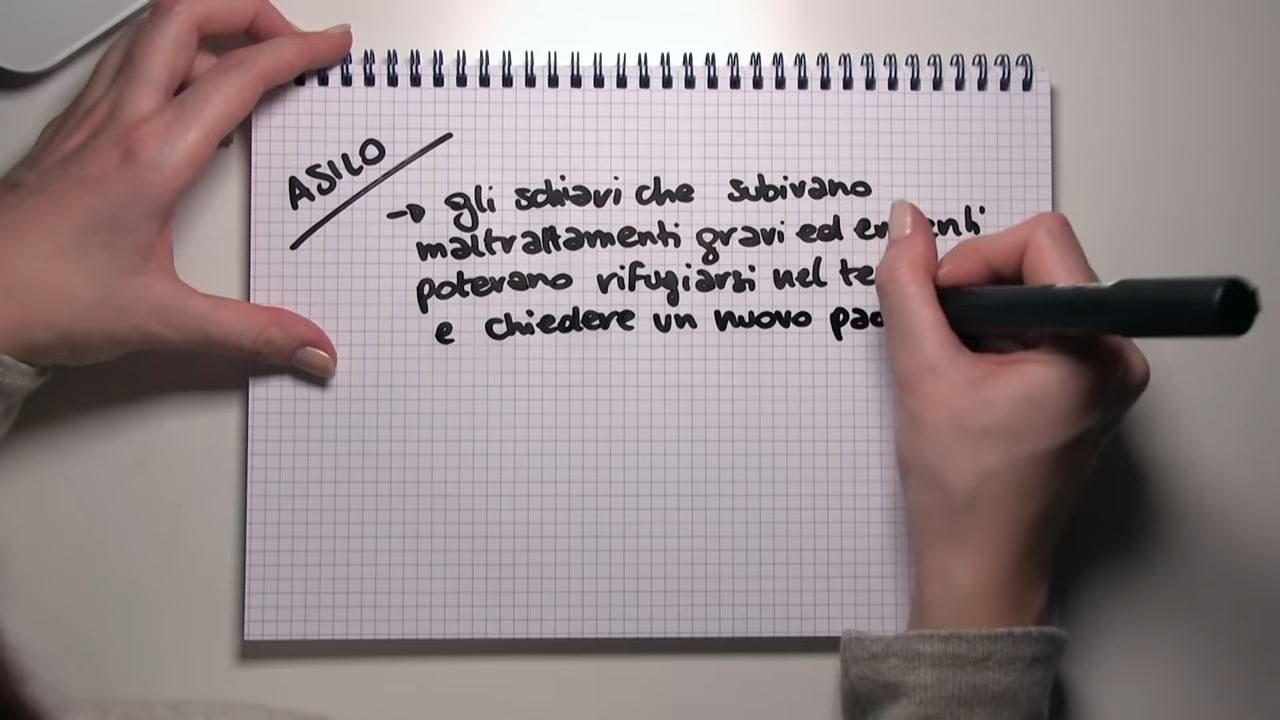 ASILO
→ gli schiavi che subivano
maltrattamenti gravi ed
potevano rifugiarsi nel
e chiedere un nuovo